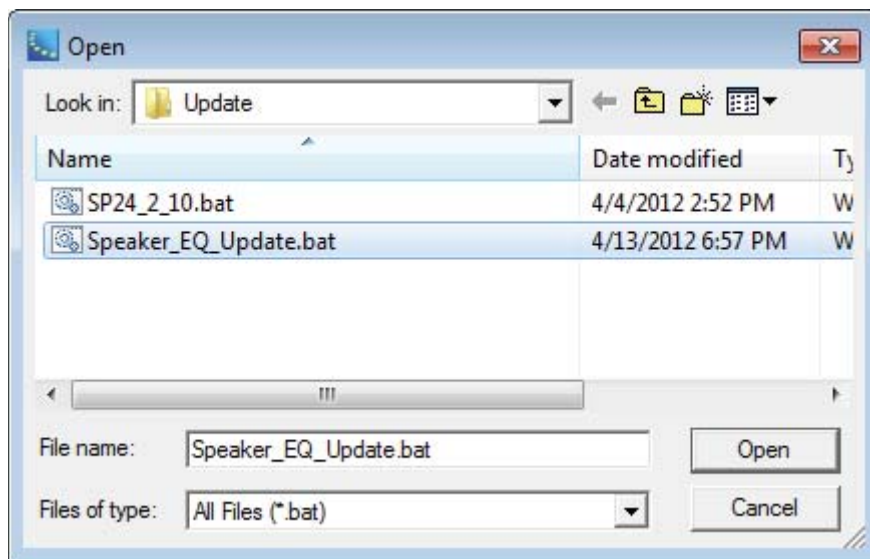 Open
Look in: Update
Name Date modified Ty
SP24_2_10.bat 4/4/2012 2:52 PM W
Speaker_EQ_Update.bat 4/13/2012 6:57 PM W
File name: Speaker_EQ_Update.bat Open
Files of type: All Files (*.bat) Cancel